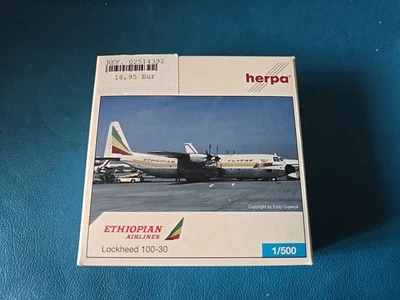 REF. 02514392
18,95 Eur
herpa
ETHIOPIAN
Copyright by Eddy Gual
ETHIOPIAN
AIRLINES
Lockheed 100-30
1/500